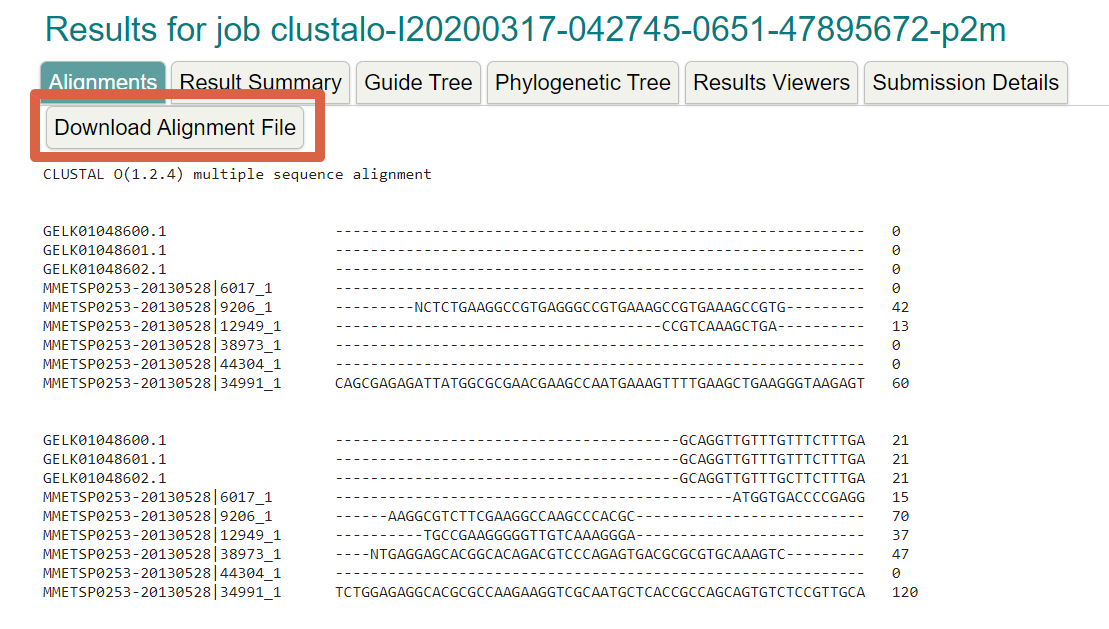 Results for job clustalo-I20200317-042745-0651-47895672-p2m
Alignments Result Summary Guide Tree Phylogenetic Tree Results Viewers Submission Details
Download Alignment File
CLUSTAL O(1.2.4) multiple sequence alignment
GELK01048600.1 ------------------------------------------------------------ 0
GELK01048601.1 ------------------------------------------------------------ 0
GELK01048602.1 ------------------------------------------------------------ 0
MMETSP0253-20130528|6017_1 ------------------------------------------------------------ 0
MMETSP0253-20130528|9206_1 ---------NCTCTGAAGGCCGTGAGGGCCGTGAAAGCCGTGAAAGCCGTG--------- 42
MMETSP0253-20130528|12949_1 -------------------------------------CCGTCAAAGCTGA---------- 13
MMETSP0253-20130528|38973_1 ------------------------------------------------------------ 0
MMETSP0253-20130528|44304_1 ------------------------------------------------------------ 0
MMETSP0253-20130528|34991_1 CAGCGAGAGATTATGGCGCGAACGAAGCCAATGAAAGTTTTGAAGCTGAAGGGTAAGAGT 60
GELK01048600.1 ---------------------------------------GCAGGTTGTTTGTTTCTTTGA 21
GELK01048601.1 ---------------------------------------GCAGGTTGTTTGTTTCTTTGA 21
GELK01048602.1 ---------------------------------------GCAGGTTGTTTGCTTCTTTGA 21
MMETSP0253-20130528|6017_1 ---------------------------------------------ATGGTGACCCCGAGG 15
MMETSP0253-20130528|9206_1 ------AAGGCGTCTTCGAAGGCCAAGCCCACGC-------------------------- 70
MMETSP0253-20130528|12949_1 ----------TGCCGAAGGGGGTTGTCAAAGGGA-------------------------- 37
MMETSP0253-20130528|38973_1 ----NTGAGGAGCACGGCACAGACGTCCCAGAGTGACGCGCGTGCAAAGTC--------- 47
MMETSP0253-20130528|44304_1 ------------------------------------------------------------ 0
MMETSP0253-20130528|34991_1 TCTGGAGAGGCACGCGCCAAGAAGGTCGCAATGCTCACCGCCAGCAGTGTCTCCGTTGCA 120